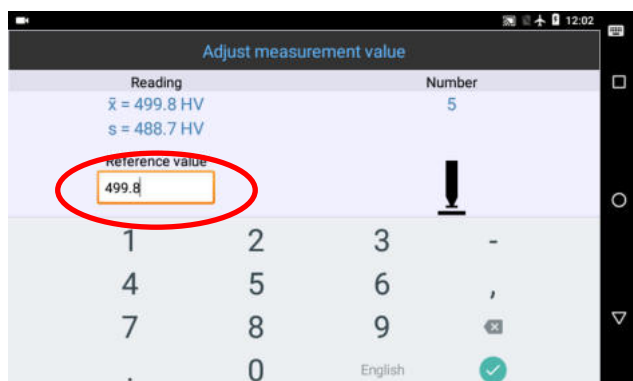 12:02
Adjust measurement value
Reading Number
x̄ = 499.8 HV 5
s = 488.7 HV
Reference value
499.8
1 2 3 -
4 5 6 ,
7 8 9
. 0 English